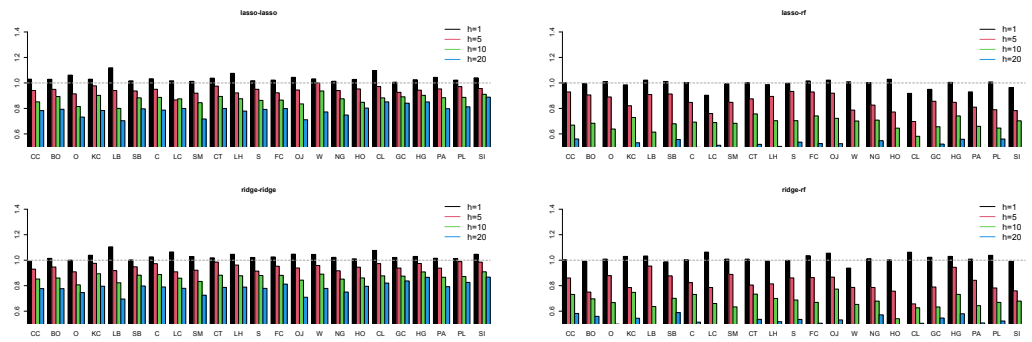 lasso-lasso
1.4
1.2
1.0
0.8
0.6
h=1
h=5
h=10
h=20
CC BO O KC LB SB C LC SM CT LH S FC OJ W NG HO CL GC HG PA PL SI
lasso-rf
1.4
1.2
1.0
0.8
0.6
h=1
h=5
h=10
h=20
CC BO O KC LB SB C LC SM CT LH S FC OJ W NG HO CL GC HG PA PL SI
ridge-ridge
1.4
1.2
1.0
0.8
0.6
h=1
h=5
h=10
h=20
CC BO O KC LB SB C LC SM CT LH S FC OJ W NG HO CL GC HG PA PL SI
ridge-rf
1.4
1.2
1.0
0.8
0.6
h=1
h=5
h=10
h=20
CC BO O KC LB SB C LC SM CT LH S FC OJ W NG HO CL GC HG PA PL SI